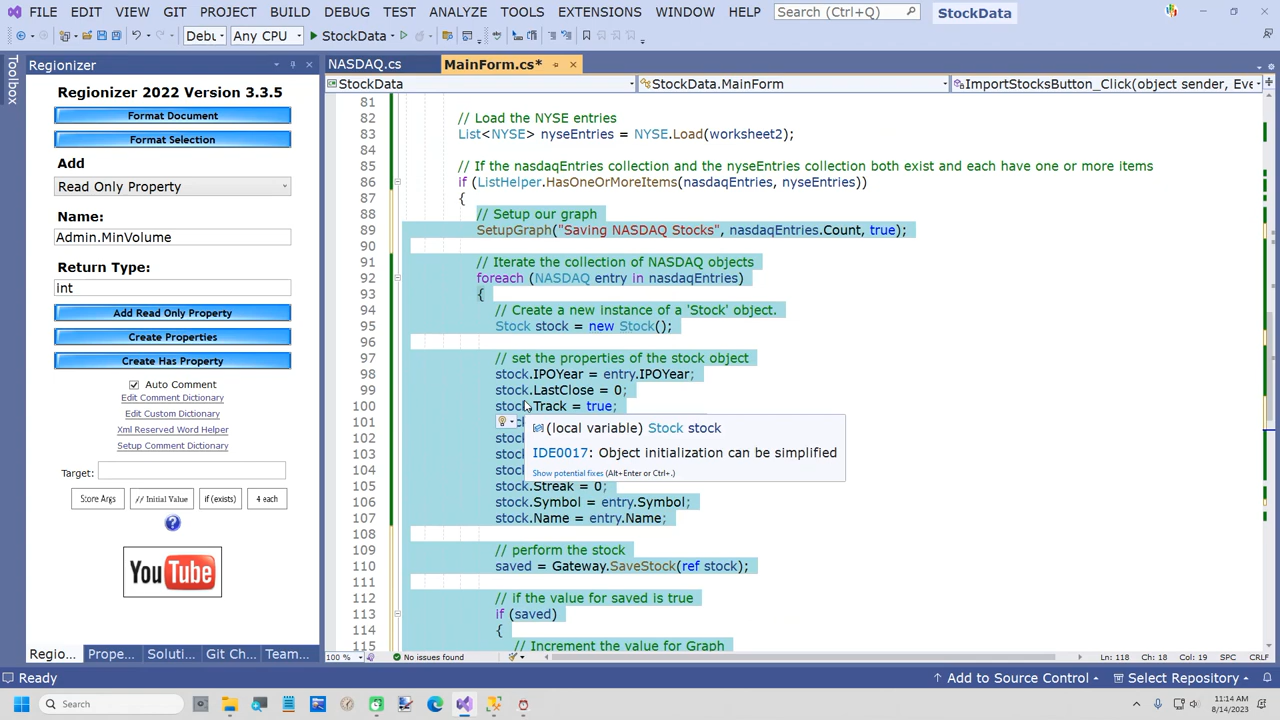 FILE EDIT VIEW GIT PROJECT BUILD DEBUG TEST ANALYZE TOOLS EXTENSIONS WINDOW HELP Search (Ctrl+Q) StockData
Debu Any CPU StockData
Toolbox
Regionizer
Regionizer 2022 Version 3.3.5
Format Document
Format Selection
Add
Read Only Property
Name:
Admin.MinVolume
Return Type:
int
Add Read Only Property
Create Properties
Create Has Property
Auto Comment
Edit Comment Dictionary
Edit Custom Dictionary
Xml Reserved Word Helper
Setup Comment Dictionary
Target:
Store Args // Initial Value if (exists) 4 each
?
YouTube
Regio... Prope... Soluti... Git Ch... Team...
NASDAQ.cs MainForm.cs*
StockData StockData.MainForm ImportStocksButton_Click(object sender, Eve
81
82 // Load the NYSE entries
83 List<NYSE> nyseEntries = NYSE.Load(worksheet2);
84
85 // If the nasdaqEntries collection and the nyseEntries collection both exist and each have one or more items
86 if (ListHelper.HasOneOrMoreItems(nasdaqEntries, nyseEntries))
87 {
88 // Setup our graph
89 SetupGraph("Saving NASDAQ Stocks", nasdaqEntries.Count, true);
90
91 // Iterate the collection of NASDAQ objects
92 foreach (NASDAQ entry in nasdaqEntries)
93 {
94 // Create a new instance of a 'Stock' object.
95 Stock stock = new Stock();
96
97 // set the properties of the stock object
98 stock.IPOYear = entry.IPOYear;
99 stock.LastClose = 0;
100 stock.Track = true;
101
(local variable) Stock stock
102 stock
103 stock
IDE0017: Object initialization can be simplified
104 stock
Show potential fixes (Alt+Enter or Ctrl+.)
105 stock.Streak = 0;
106 stock.Symbol = entry.Symbol;
107 stock.Name = entry.Name;
108
109 // perform the stock
110 saved = Gateway.SaveStock(ref stock);
111
112 // if the value for saved is true
113 if (saved)
114 {
115 // Increment the value for Graph
100 % No issues found Ln: 118 Ch: 18 Col: 19 SPC CRLF
Ready Add to Source Control Select Repository
Search
11:14 AM
8/14/2023